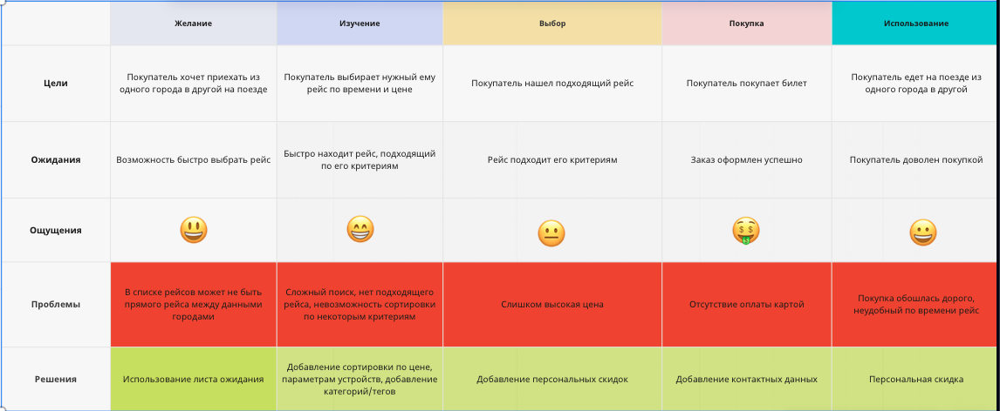 Желание
Изучение
Выбор
Покупка
Использование
Цели
Покупатель хочет приехать из
одного города в другой на поезде
Покупатель выбирает нужный ему
рейс по времени и цене
Покупатель нашел подходящий рейс
Покупатель покупает билет
Покупатель едет на поезде из
одного города в другой
Ожидания
Возможность быстро выбрать рейс
Быстро находит рейс, подходящий
по его критериям
Рейс подходит его критериям
Заказ оформлен успешно
Покупатель доволен покупкой
Ощущения
Проблемы
В списке рейсов может не быть
прямого рейса между данными
городами
Сложный поиск, нет подходящего
рейса, невозможность сортировки
по некоторым критериям
Слишком высокая цена
Отсутствие оплаты картой
Покупка обошлась дорого,
неудобный по времени рейс
Решения
Использование листа ожидания
Добавление сортировки по цене,
параметрам устройств, добавление
категорий/тегов
Добавление персональных скидок
Добавление контактных данных
Персональная скидка